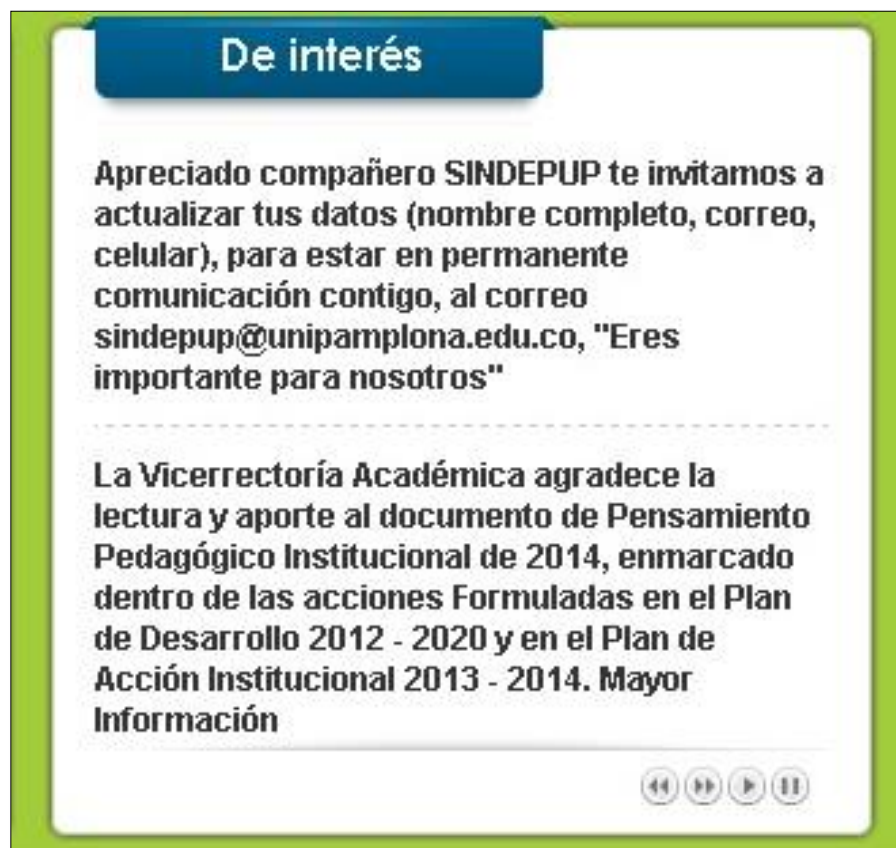 De interés
Apreciado compañero SINDEPUP te invitamos a
actualizar tus datos (nombre completo, correo,
celular), para estar en permanente
comunicación contigo, al correo
sindepup@unipamplona.edu.co, "Eres
importante para nosotros"
La Vicerrectoría Académica agradece la
lectura y aporte al documento de Pensamiento
Pedagógico Institucional de 2014, enmarcado
dentro de las acciones Formuladas en el Plan
de Desarrollo 2012 - 2020 y en el Plan de
Acción Institucional 2013 - 2014. Mayor
Información